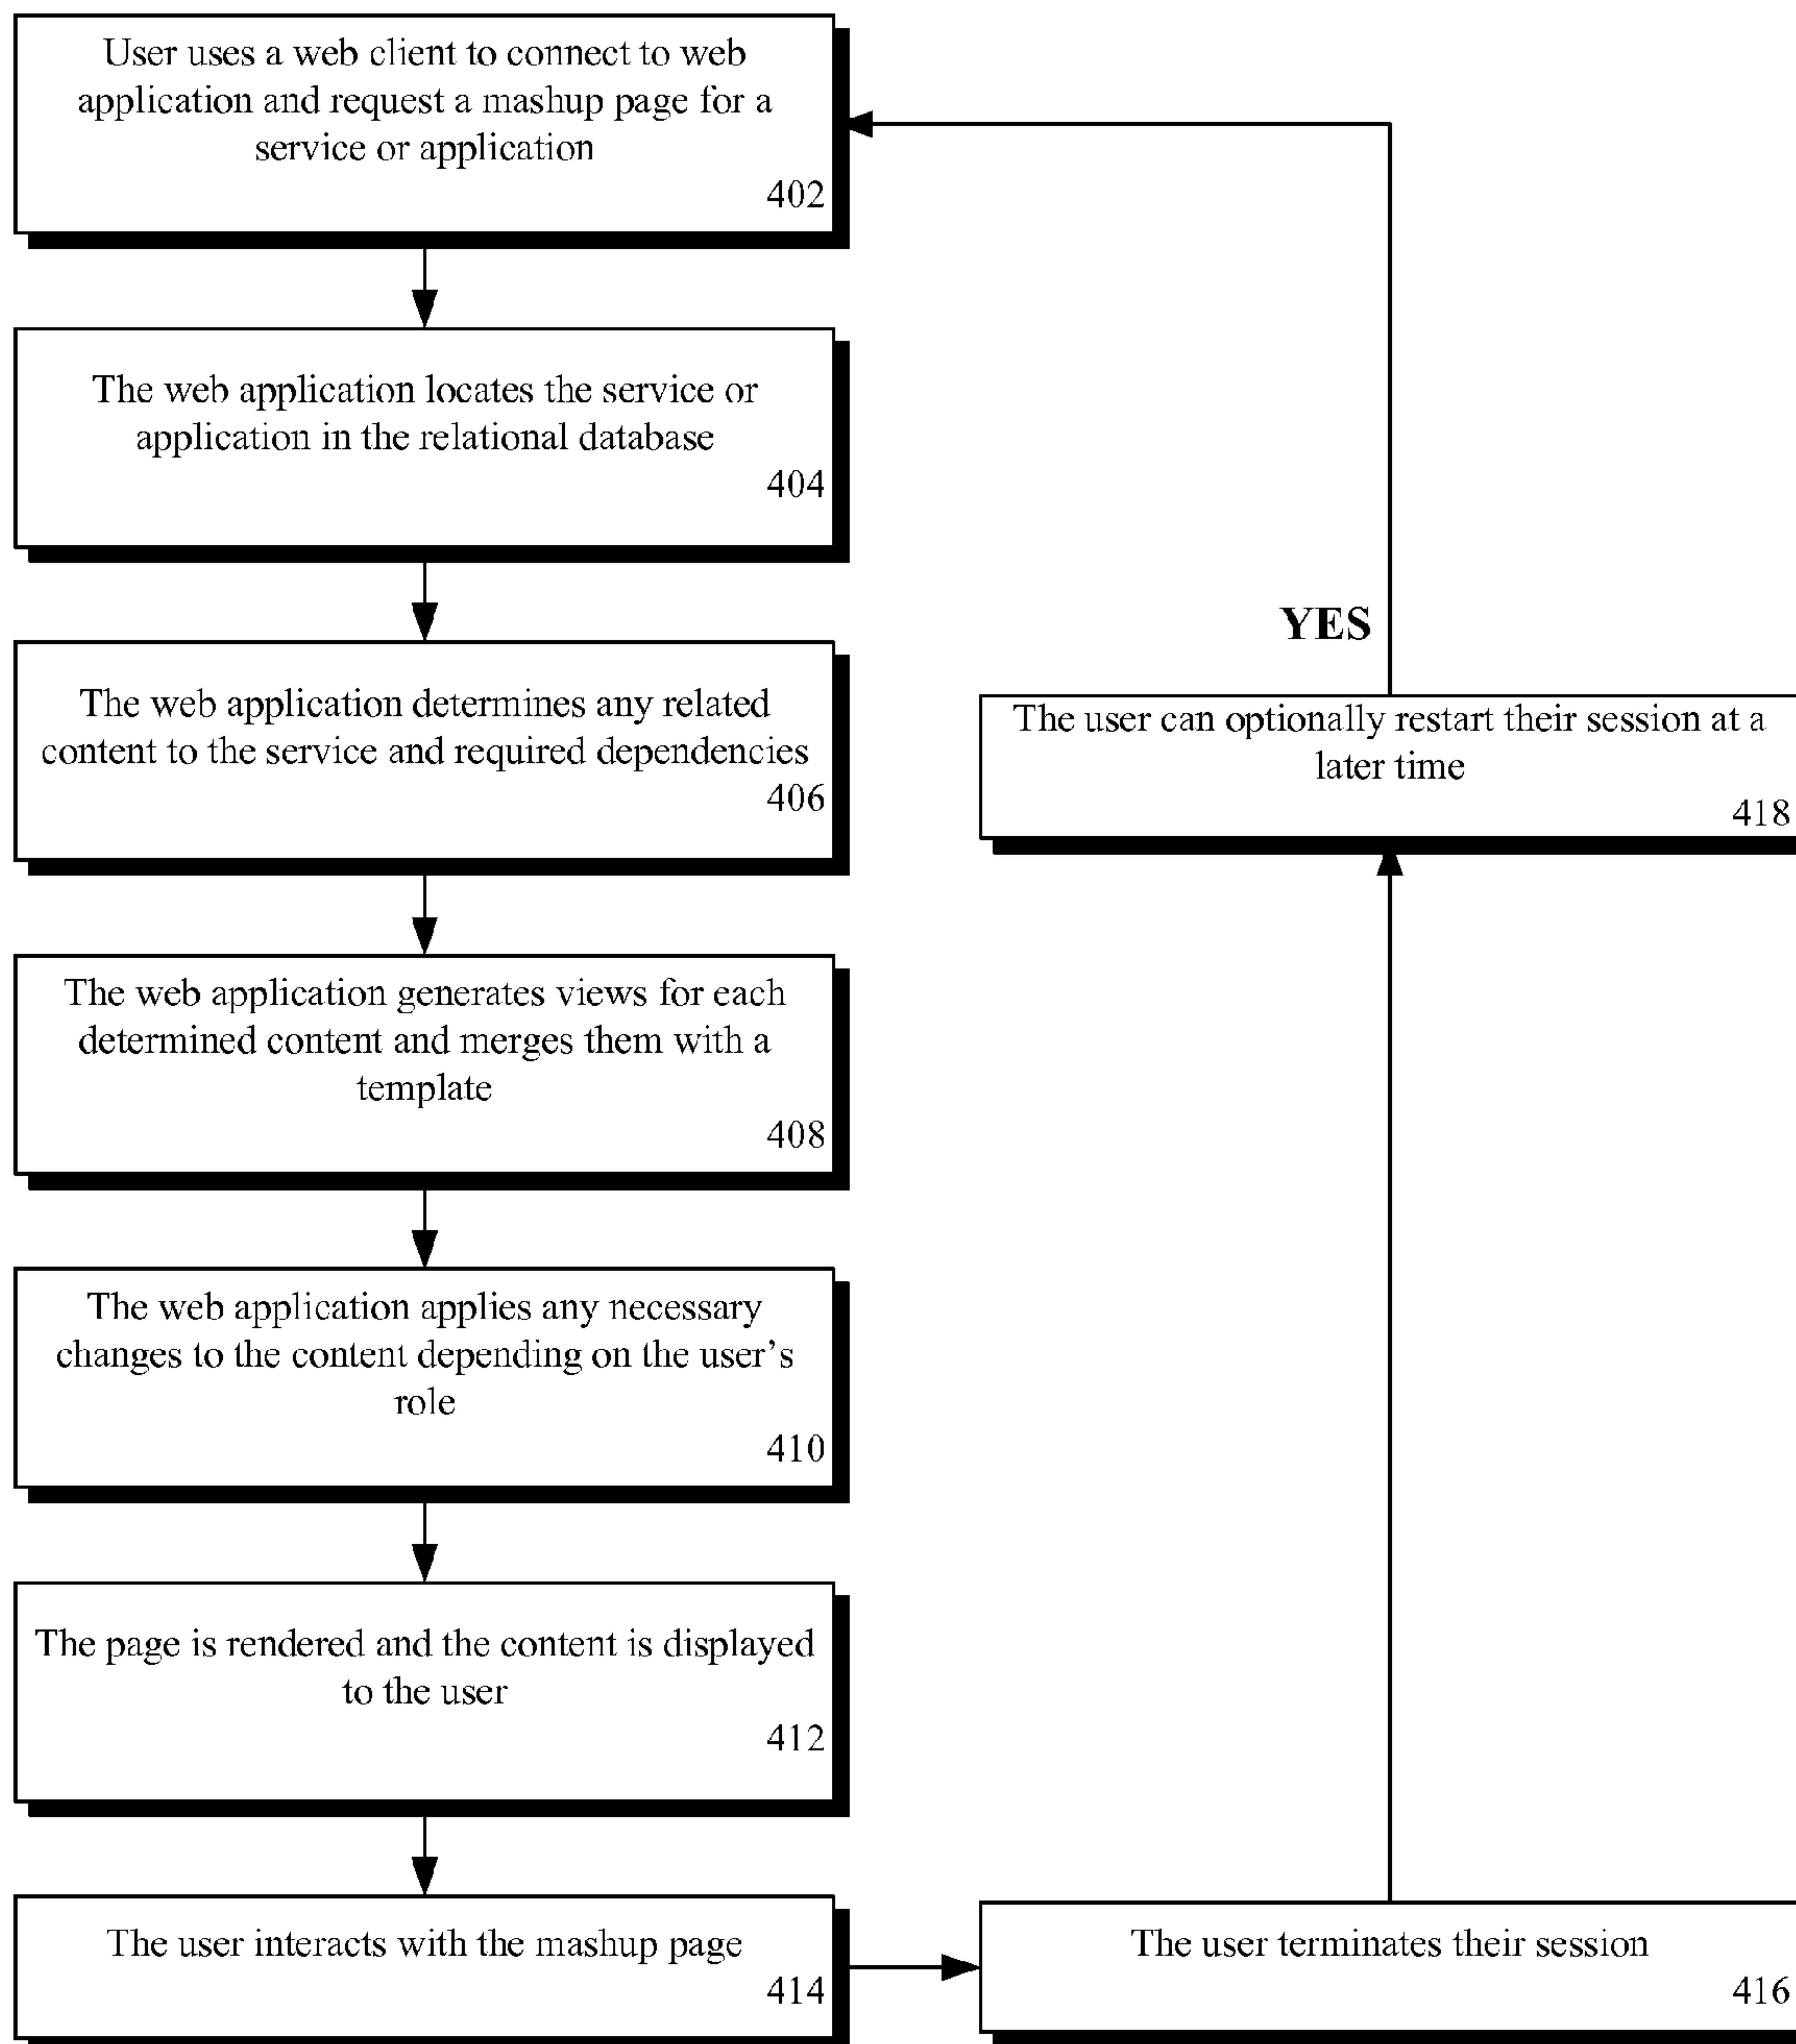 User uses a web client to connect to web
application and request a mashup page for a
service or application
402
The web application locates the service or
application in the relational database
404
The web application determines any related
content to the service and required dependencies
406
The web application generates views for each
determined content and merges them with a
template
408
The web application applies any necessary
changes to the content depending on the user’s
role
410
The page is rendered and the content is displayed
to the user
412
The user interacts with the mashup page
414
The user terminates their session
416
The user can optionally restart their session at a
later time
418
YES